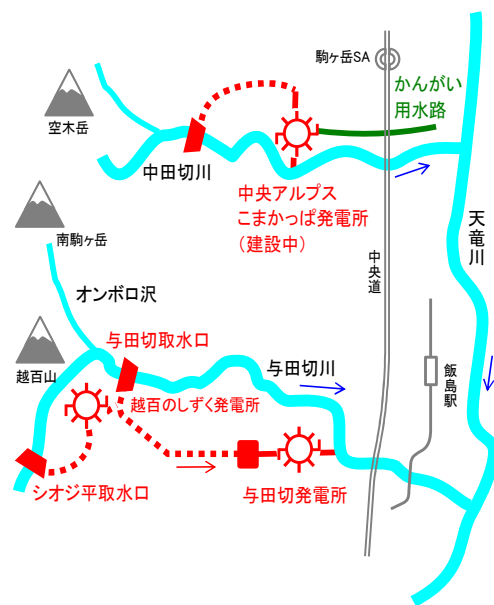 駒ヶ岳SA
かんがい
用水路
空木岳
中田切川
中央アルプス
こまかっぱ発電所
（建設中）
天竜川
南駒ヶ岳
中央道
オンボロ沢
与田切取水口
越百山
与田切川
飯島駅
越百のしずく発電所
シオジ平取水口
与田切発電所